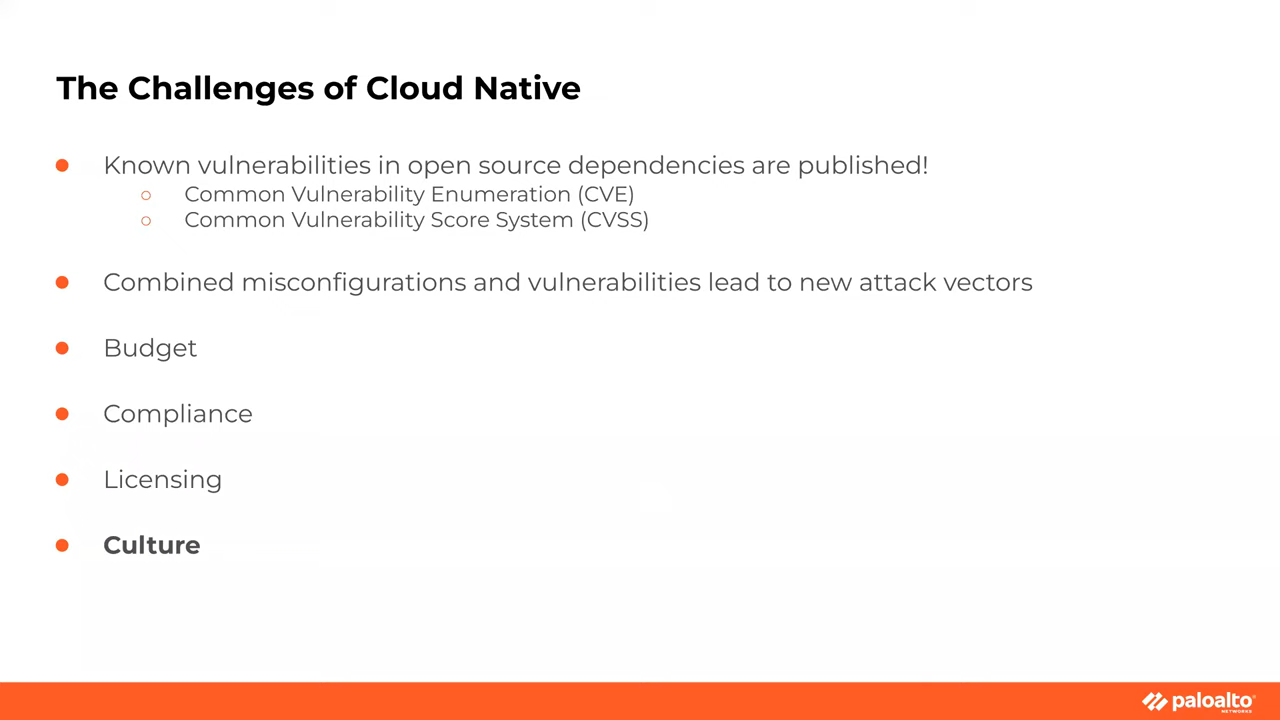 The Challenges of Cloud Native
● Known vulnerabilities in open source dependencies are published!
○ Common Vulnerability Enumeration (CVE)
○ Common Vulnerability Score System (CVSS)
● Combined misconfigurations and vulnerabilities lead to new attack vectors
● Budget
● Compliance
● Licensing
● Culture
paloalto
NETWORKS